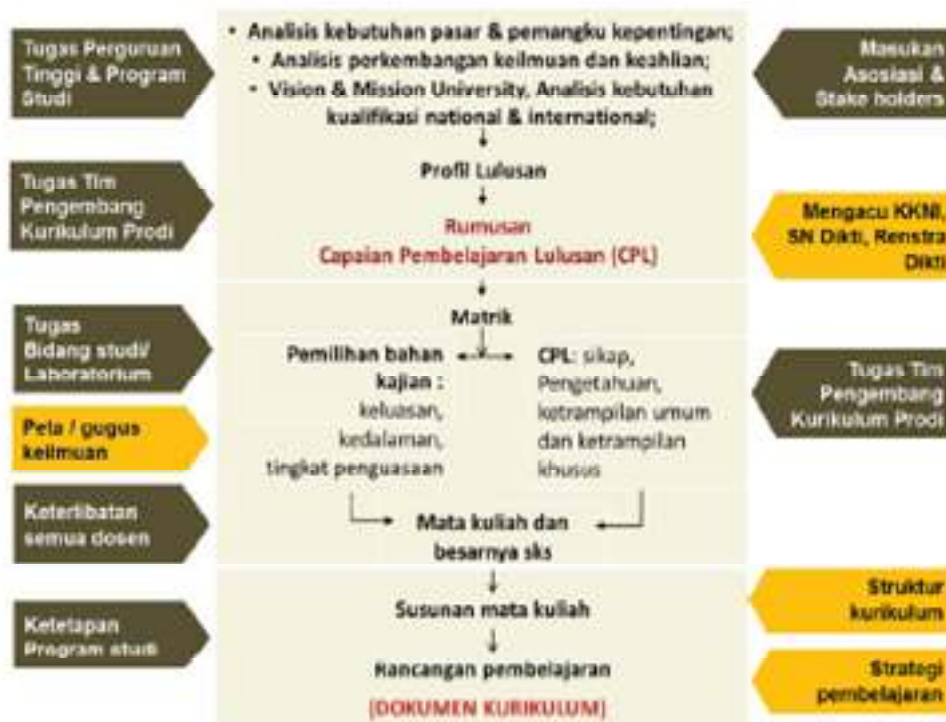 Tugas Perguruan
Tinggi & Program
Studi
• Analisis kebutuhan pasar & pemangku kepentingan;
• Analisis perkembangan keilmuan dan keahlian;
• Vision & Mission University, Analisis kebutuhan
kualifikasi national & international;
Masukan
Asosiasi &
Stake holders
Tugas Tim
Pengembang
Kurikulum Prodi
Profil Lulusan
Rumusan
Capaian Pembelajaran Lulusan (CPL)
Mengacu KKNI,
SN Dikti, Renstra
Dikti
Tugas
Bidang studi/
Laboratorium
Peta / gugus
keilmuan
Keterlibatan
semua dosen
Matrik
Pemilihan bahan
kajian :
keluasan,
kedalaman,
tingkat penguasaan
CPL: sikap,
Pengetahuan,
ketrampilan umum
dan ketrampilan
khusus
Tugas Tim
Pengembang
Kurikulum Prodi
Mata kuliah dan
besarnya sks
Ketetapan
Program studi
Susunan mata kuliah
Rancangan pembelajaran
(DOKUMEN KURIKULUM)
Struktur
kurikulum
Strategi
pembelajaran